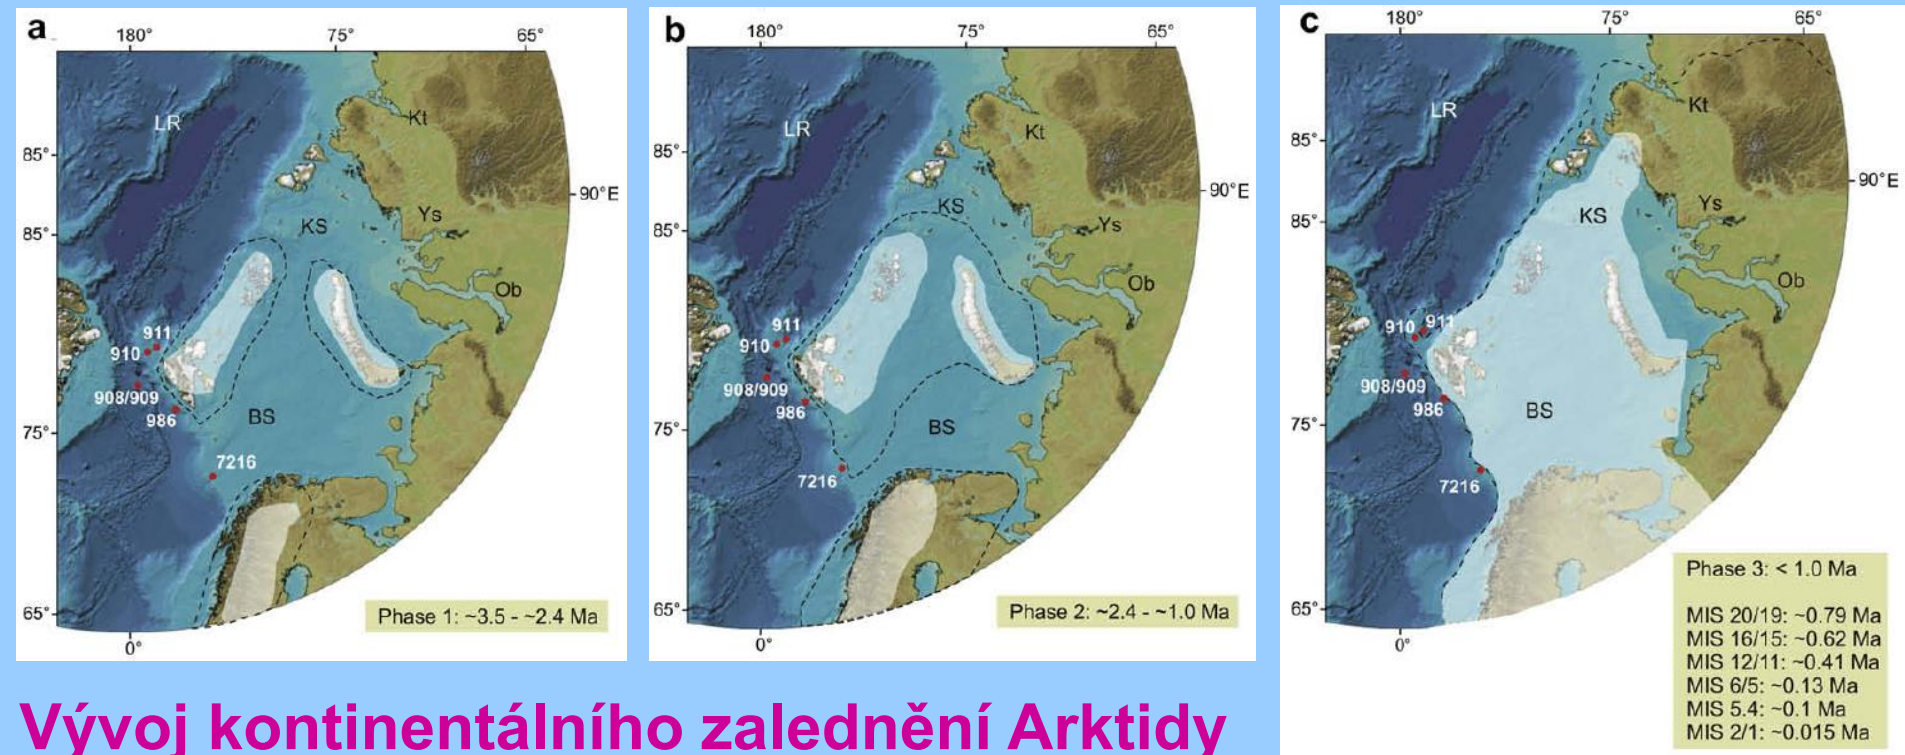 a
180° 75° 65°
LR
Kt
85°
90°E
Ys
85°
KS
Ob
911
910
908/909
986
BS
75°
7216
65°
Phase 1: ~3.5 - ~2.4 Ma
0°
b
180° 75° 65°
LR
Kt
85°
90°E
KS
Ys
85°
Ob
911
910
908/909
986
BS
75°
7216
65°
Phase 2: ~2.4 - ~1.0 Ma
0°
c
180° 75° 65°
LR
Kt
85°
90°E
Ys
KS
85°
Ob
910 911
908/909
986
BS
75°
7216
65°
0°
Phase 3: < 1.0 Ma
MIS 20/19: ~0.79 Ma
MIS 16/15: ~0.62 Ma
MIS 12/11: ~0.41 Ma
MIS 6/5: ~0.13 Ma
MIS 5.4: ~0.1 Ma
MIS 2/1: ~0.015 Ma
Vývoj kontinentálního zalednění Arktidy